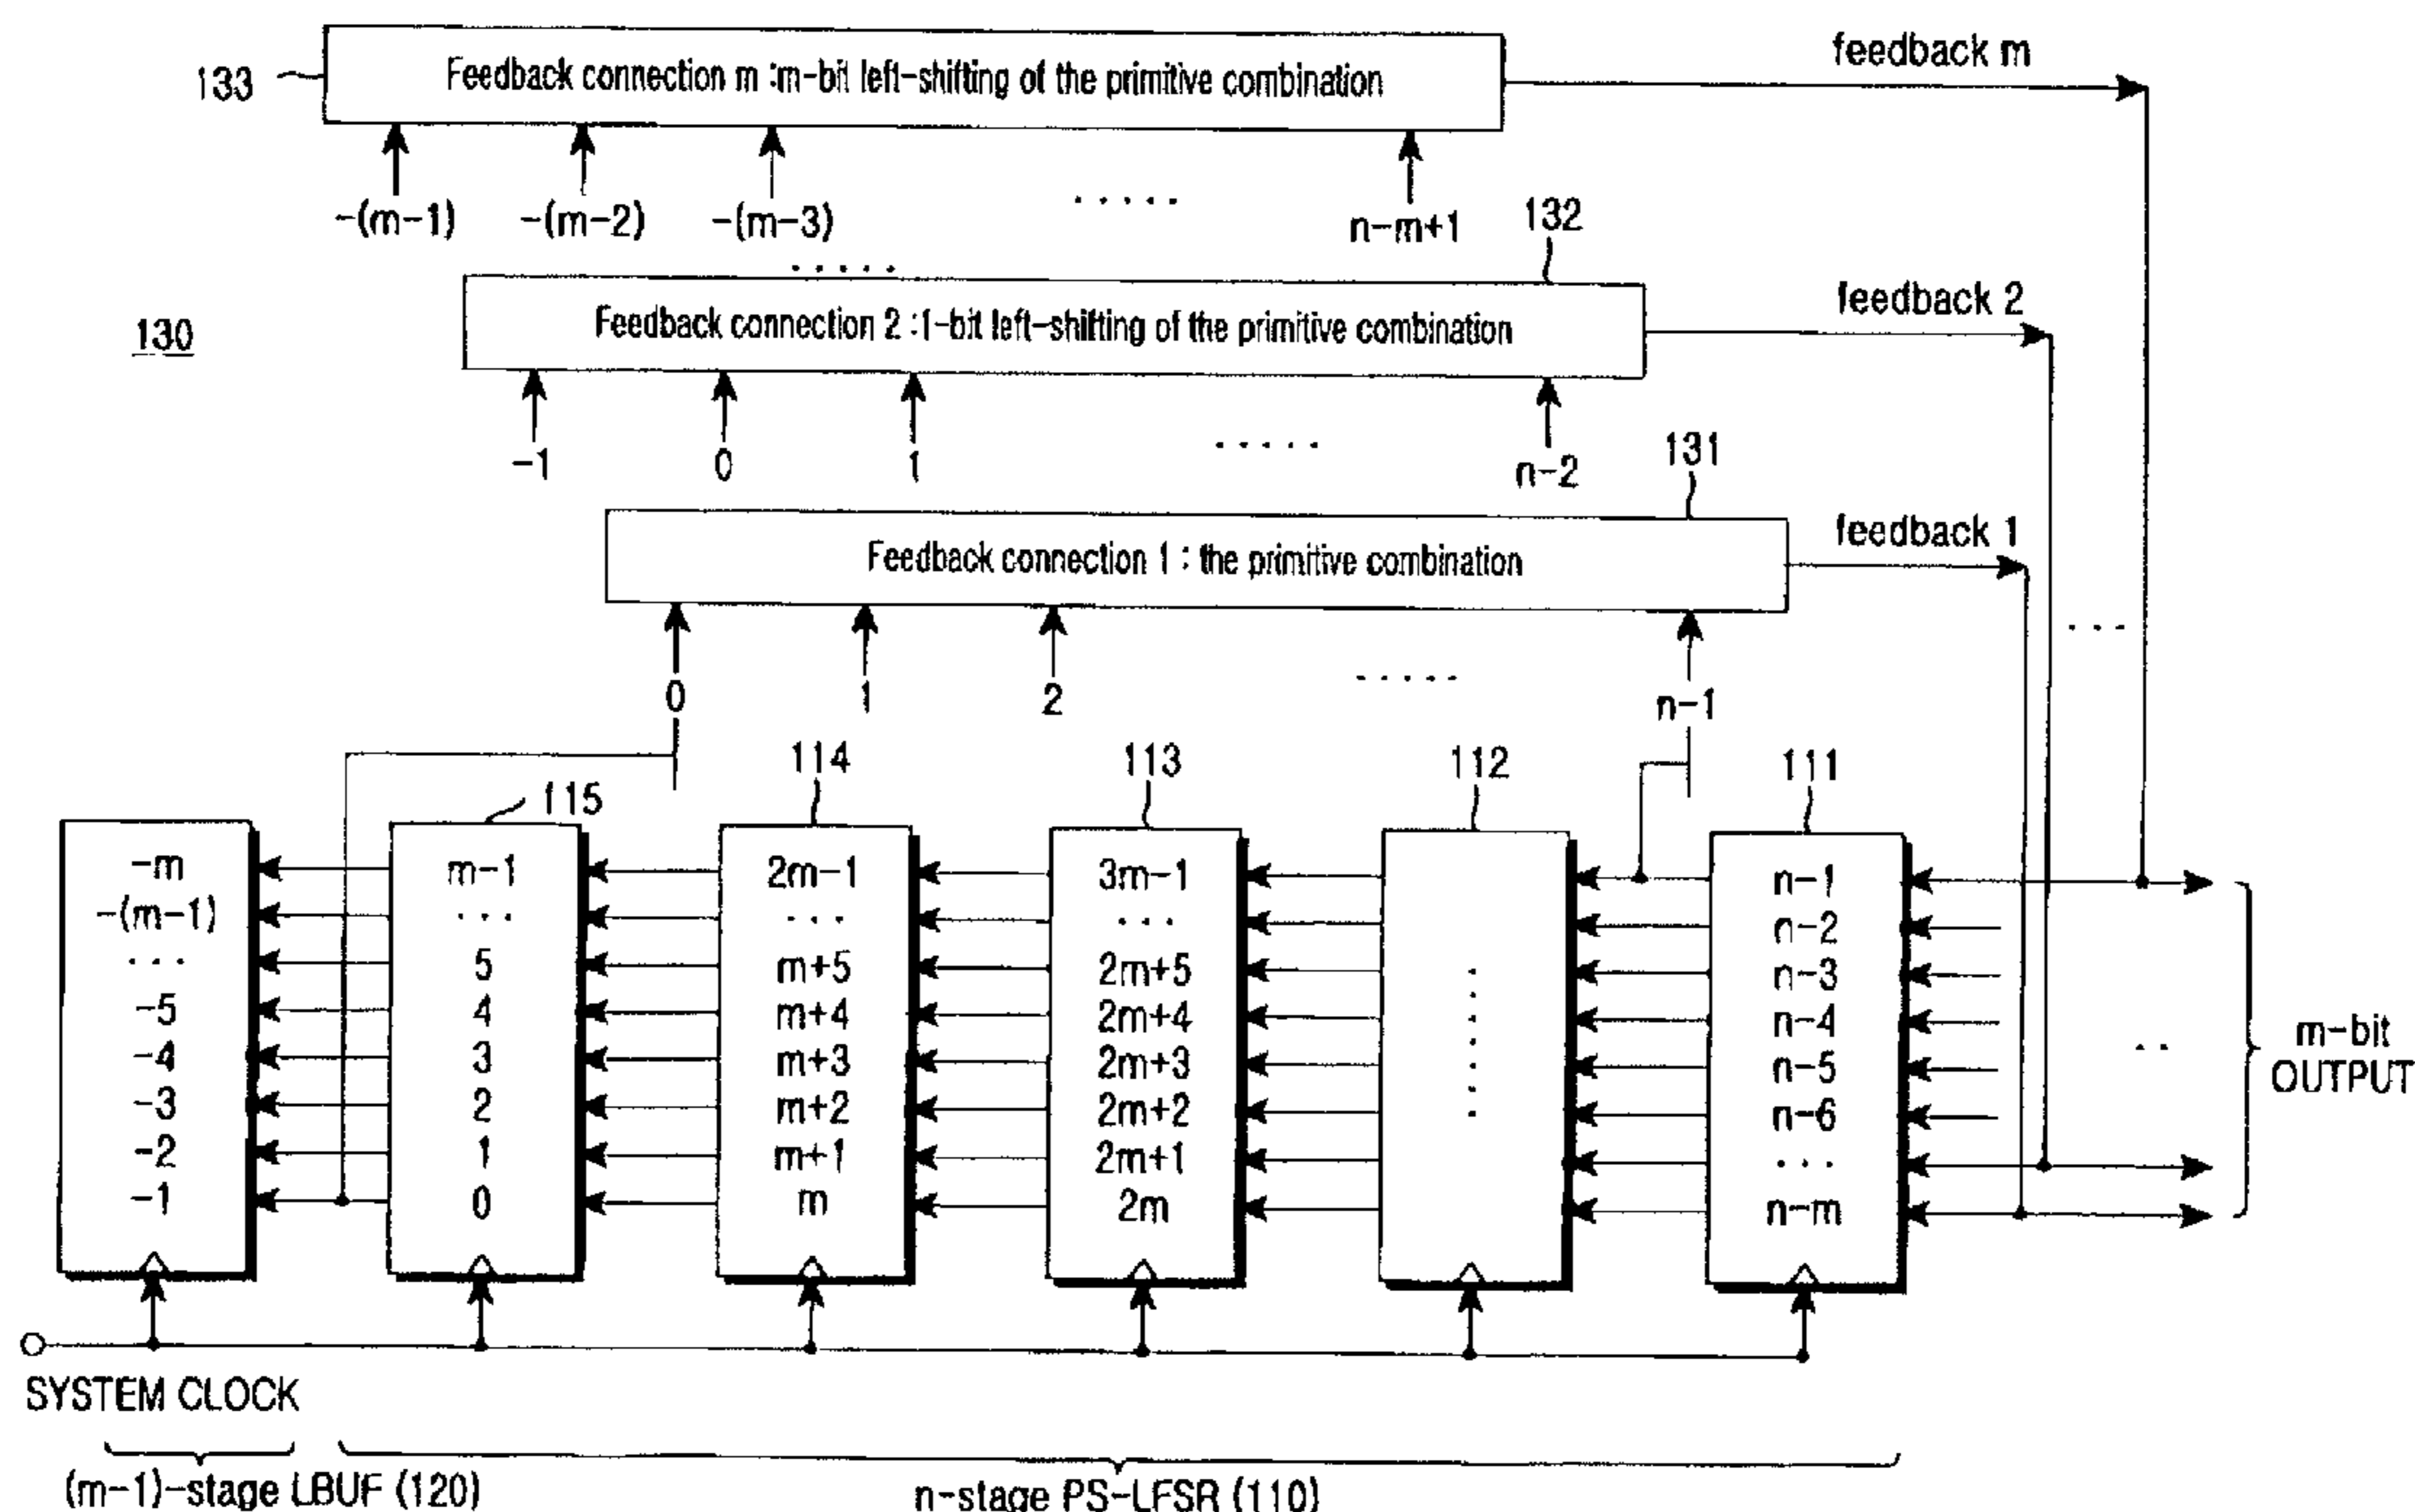 133
Feedback connection m :m-bit left-shifting of the primitive combination
feedback m
-(m-1) -(m-2) -(m-3) ..... n-m+1
132
.....
130
Feedback connection 2 :1-bit left-shifting of the primitive combination
feedback 2
-1 0 1 ..... n-2
131
Feedback connection 1 : the primitive combination
feedback 1
...
0 1 2 ..... n-1
115 114 113 112 111
-m m-1 2m-1 3m-1 n-1
-(m-1) ... ... ... n-2
... 5 m+5 2m+5 n-3
-5 4 m+4 2m+4 n-4
-4 3 m+3 2m+3 n-5
-3 2 m+2 2m+2 n-6
-2 1 m+1 2m+1 ...
-1 0 m 2m n-m
..
m-bit
OUTPUT
SYSTEM CLOCK
(m-1)-stage LBUF (120)
n-stage PS-LFSR (110)